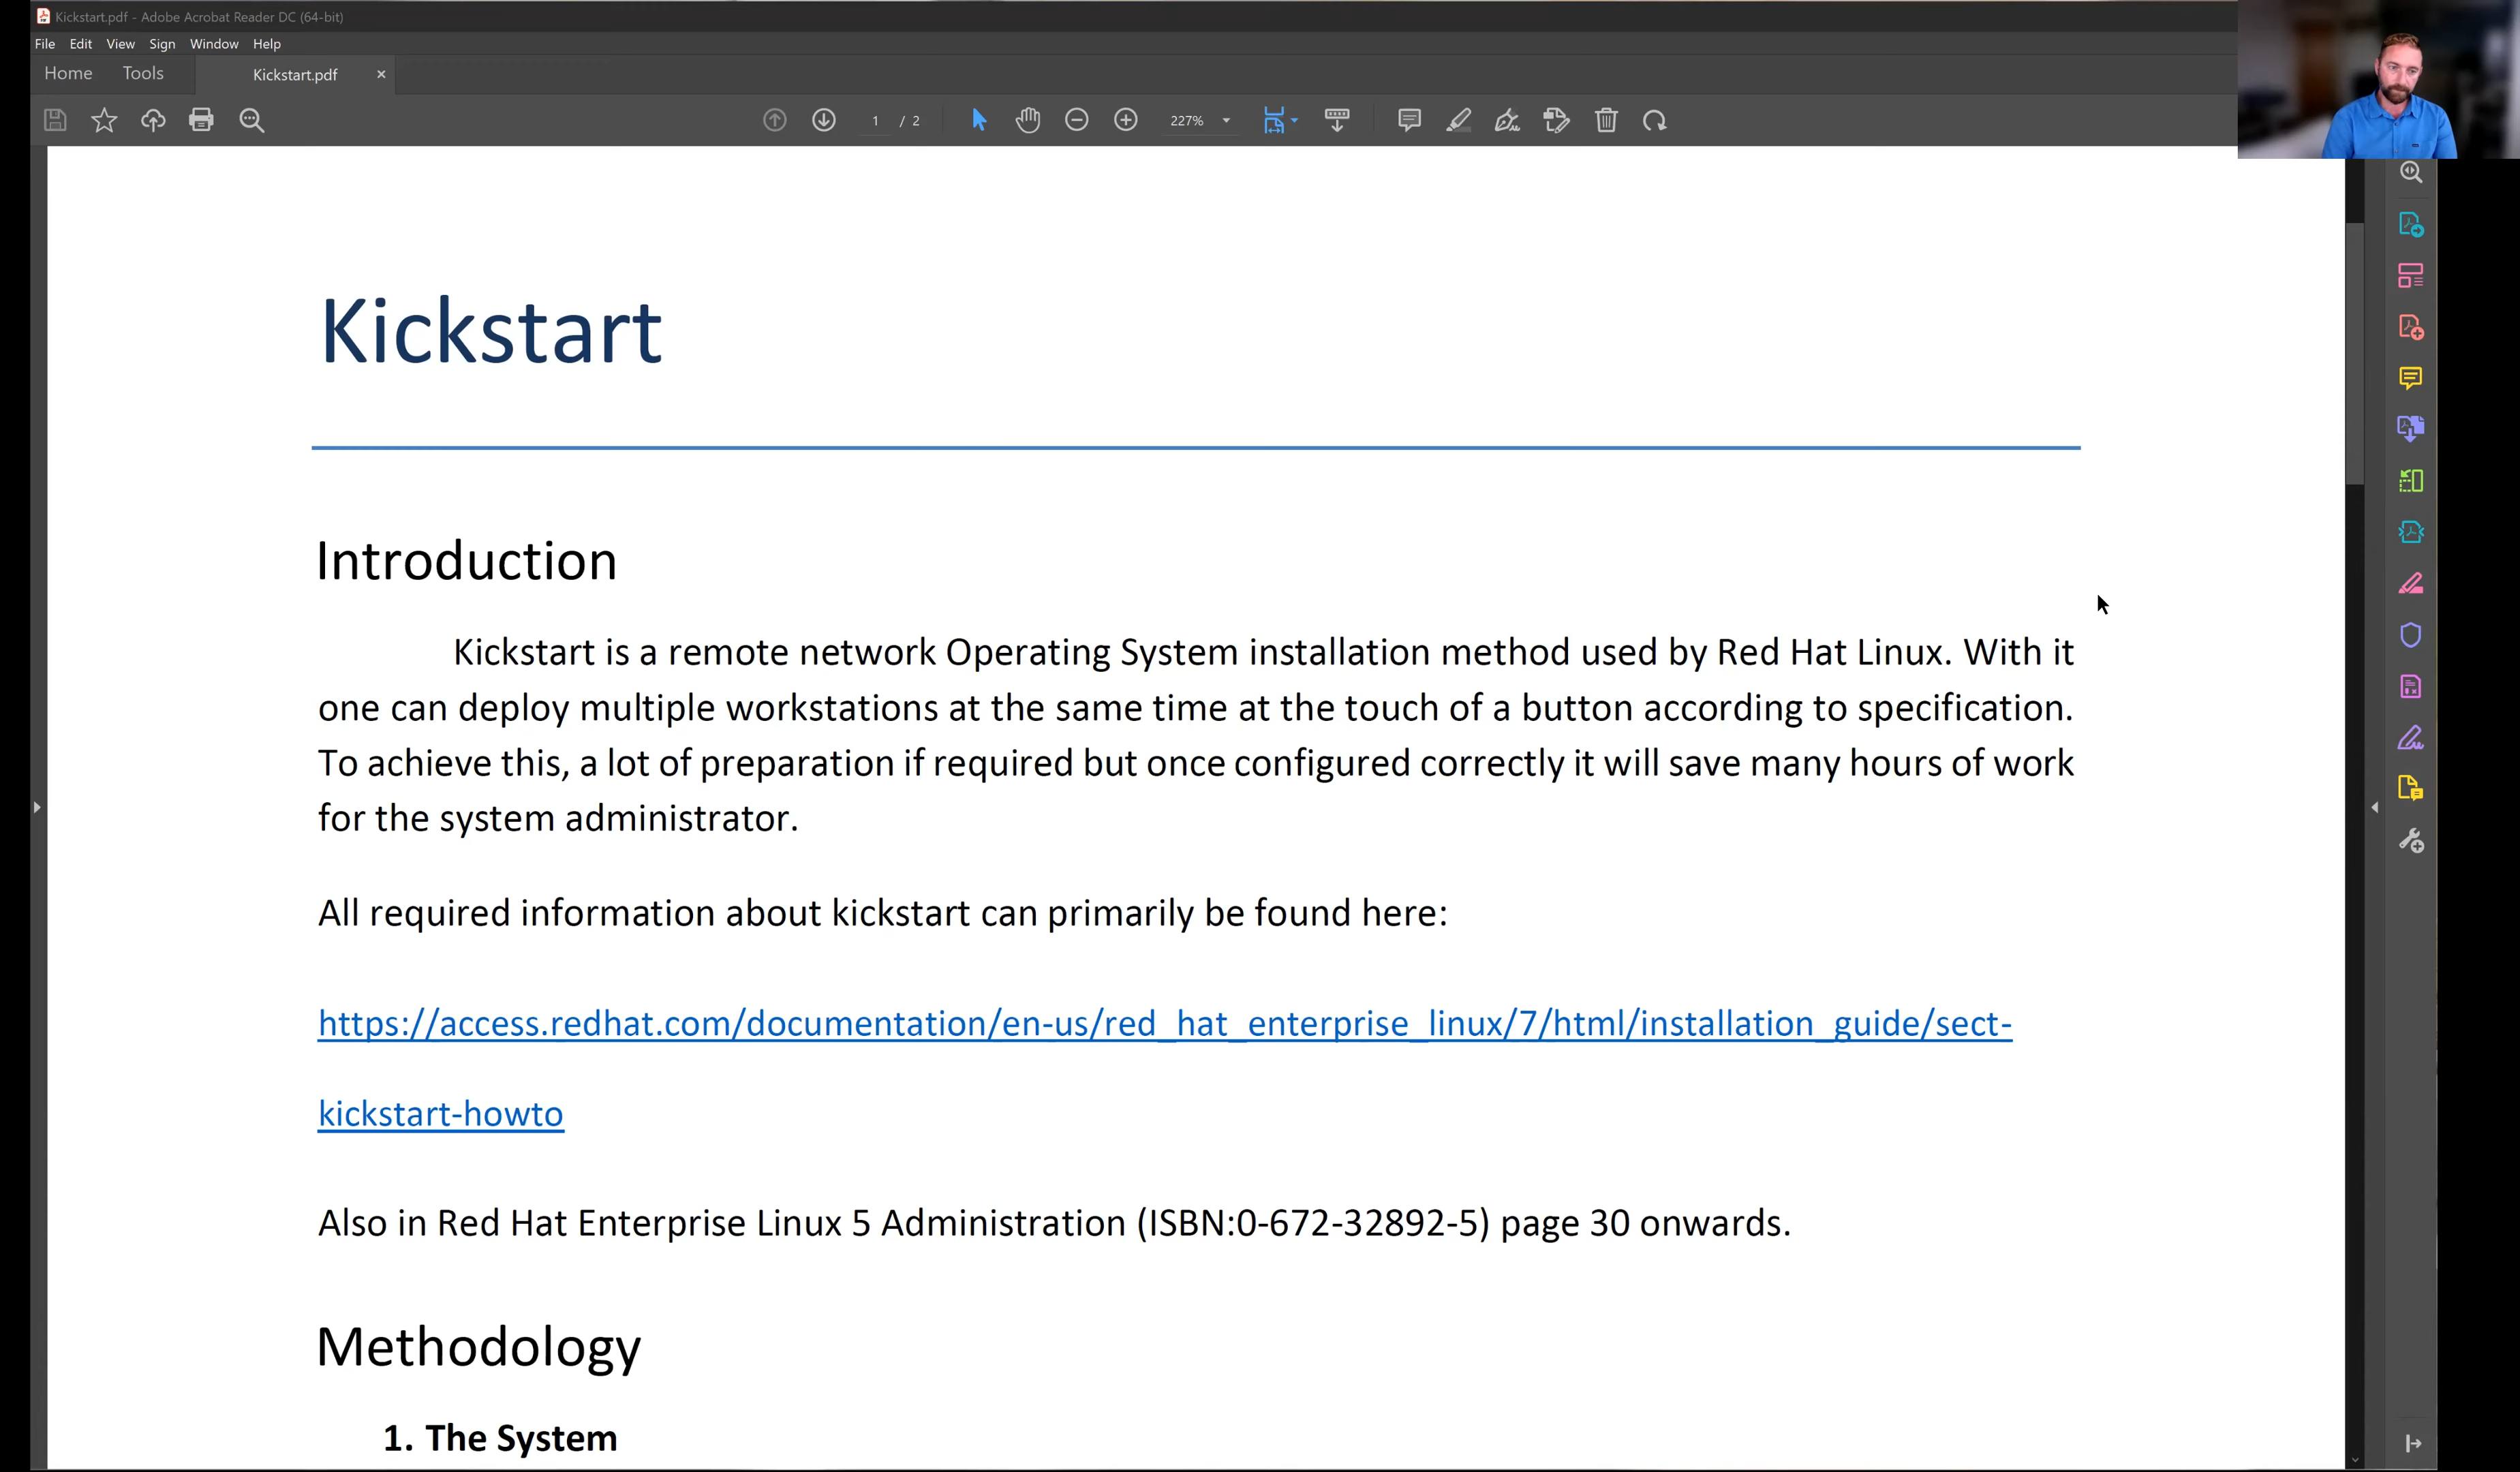 Kickstart.pdf - Adobe Acrobat Reader DC (64-bit)
File Edit View Sign Window Help
Home Tools Kickstart.pdf ×
1 / 2 227%
Kickstart
Introduction
Kickstart is a remote network Operating System installation method used by Red Hat Linux. With it
one can deploy multiple workstations at the same time at the touch of a button according to specification.
To achieve this, a lot of preparation if required but once configured correctly it will save many hours of work
for the system administrator.
All required information about kickstart can primarily be found here:
https://access.redhat.com/documentation/en-us/red_hat_enterprise_linux/7/html/installation_guide/sect-
kickstart-howto
Also in Red Hat Enterprise Linux 5 Administration (ISBN:0-672-32892-5) page 30 onwards.
Methodology
1. The System